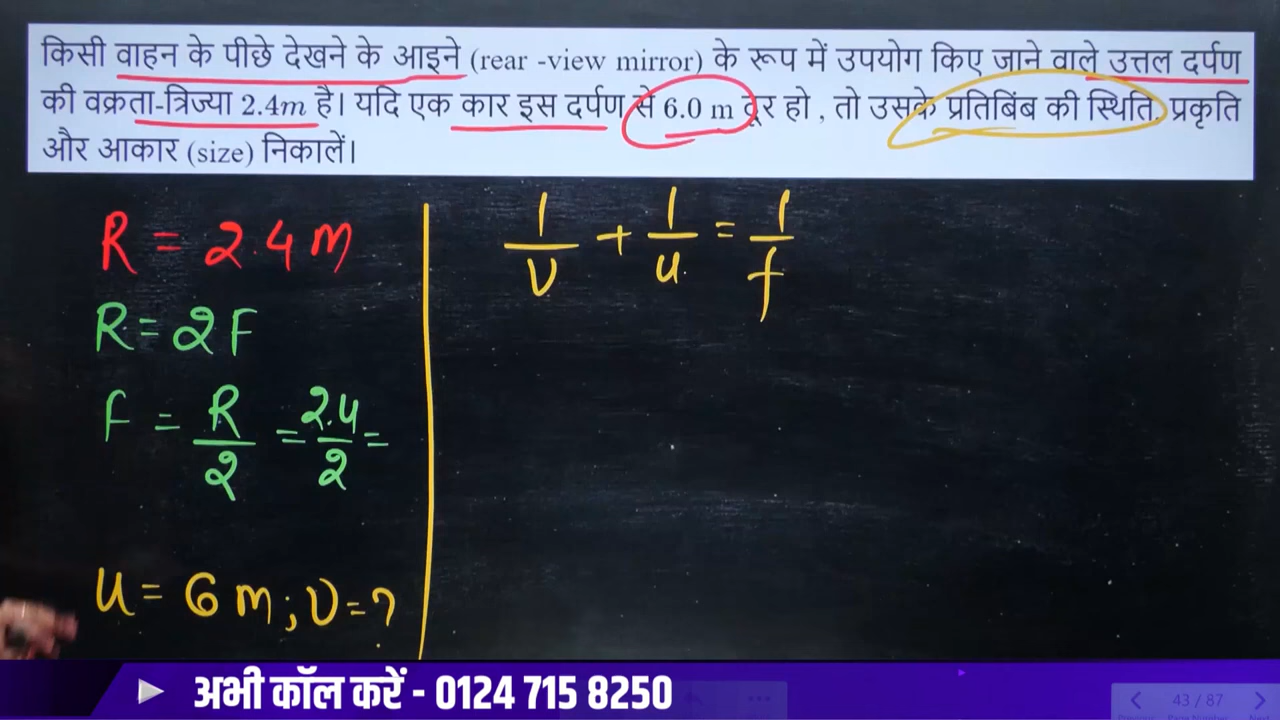 किसी वाहन के पीछे देखने के आइने (rear -view mirror) के रूप में उपयोग किए जाने वाले उत्तल दर्पण
की वक्रता-त्रिज्या 2.4m है। यदि एक कार इस दर्पण से 6.0 m दूर हो , तो उसके प्रतिबिंब की स्थिति, प्रकृति
और आकार (size) निकालें।
R = 2.4 m
R = 2F
F = R/2 = 2.4/2 =
u = 6 m ; v = ?
1/v + 1/u = 1/f
अभी कॉल करें - 0124 715 8250
43 / 87